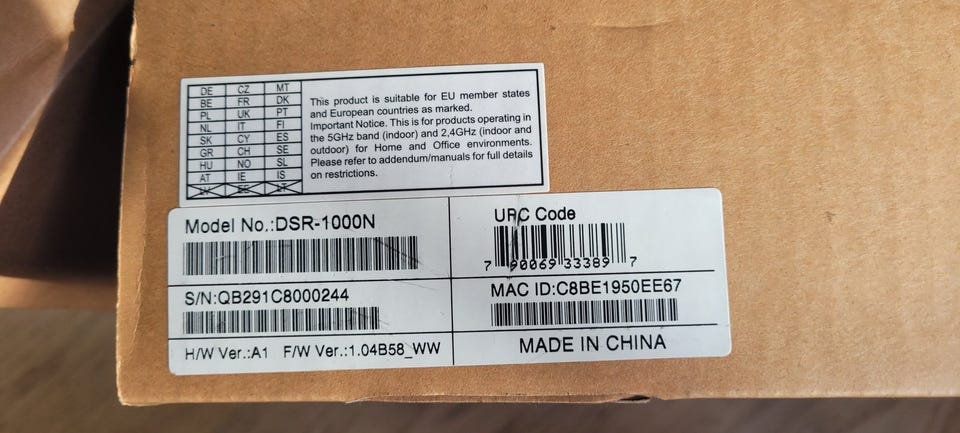 DE CZ MT
BE FR DK
PL UK PT
NL IT FI
SK CY ES
GR CH SE
HU NO SL
AT IE IS
LV EE LT
This product is suitable for EU member states
and European countries as marked.
Important Notice. This is for products operating in
the 5GHz band (indoor) and 2,4GHz (indoor and
outdoor) for Home and Office environments.
Please refer to addendum/manuals for full details
on restrictions.
Model No.:DSR-1000N
S/N:QB291C8000244
H/W Ver.:A1 F/W Ver.:1.04B58_WW
UPC Code
7 90069 33389 7
MAC ID:C8BE1950EE67
MADE IN CHINA